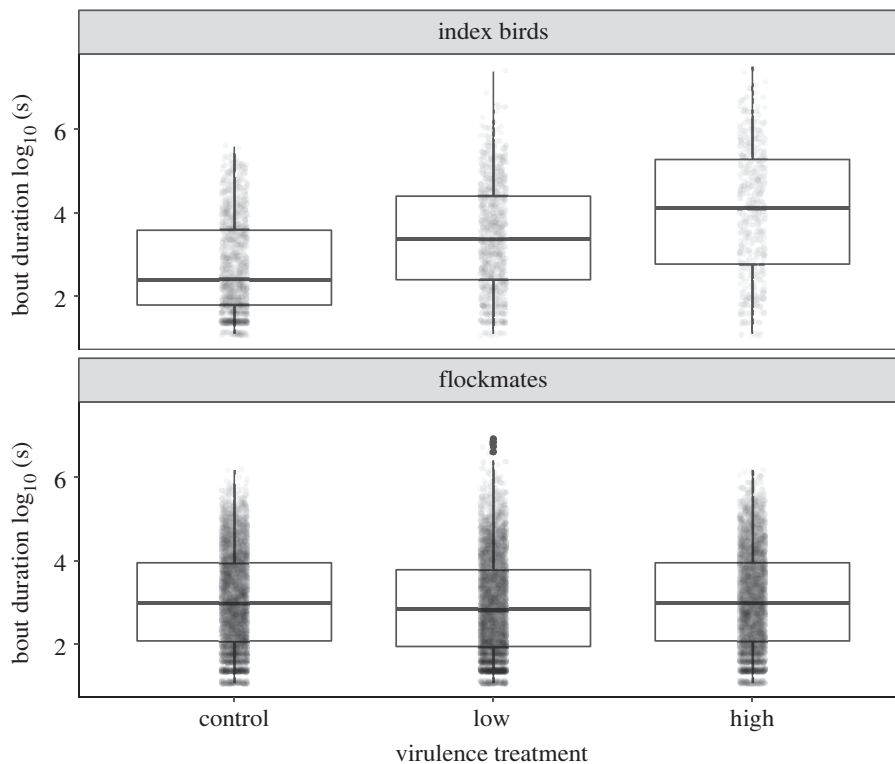 index birds
bout duration log10 (s)
6
4
2
flockmates
bout duration log10 (s)
6
4
2
control low high
virulence treatment